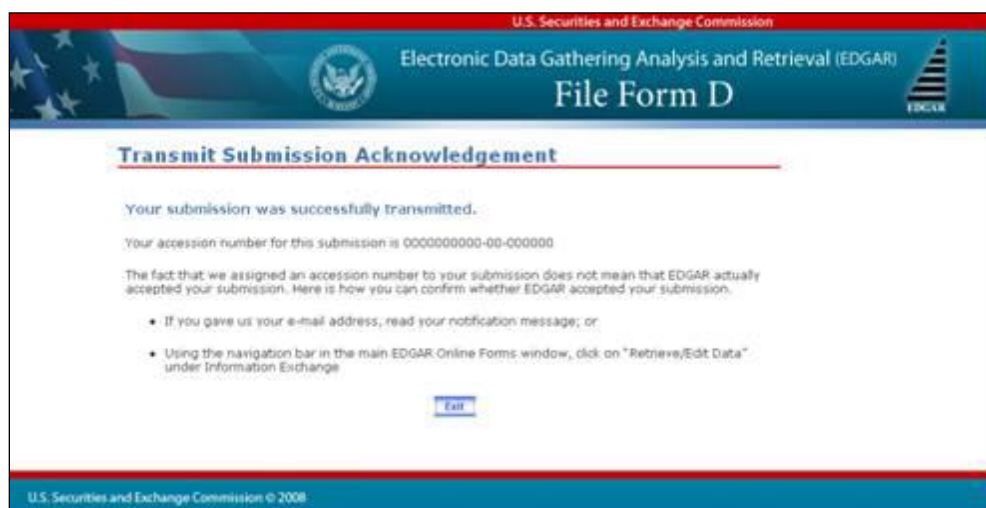 U.S. Securities and Exchange Commission
Electronic Data Gathering Analysis and Retrieval (EDGAR)
File Form D
EDGAR
Transmit Submission Acknowledgement
Your submission was successfully transmitted.
Your accession number for this submission is 0000000000-00-000000
The fact that we assigned an accession number to your submission does not mean that EDGAR actually
accepted your submission. Here is how you can confirm whether EDGAR accepted your submission.
• If you gave us your e-mail address, read your notification message; or
• Using the navigation bar in the main EDGAR Online Forms window, click on "Retrieve/Edit Data"
under Information Exchange
Exit
U.S. Securities and Exchange Commission © 2008